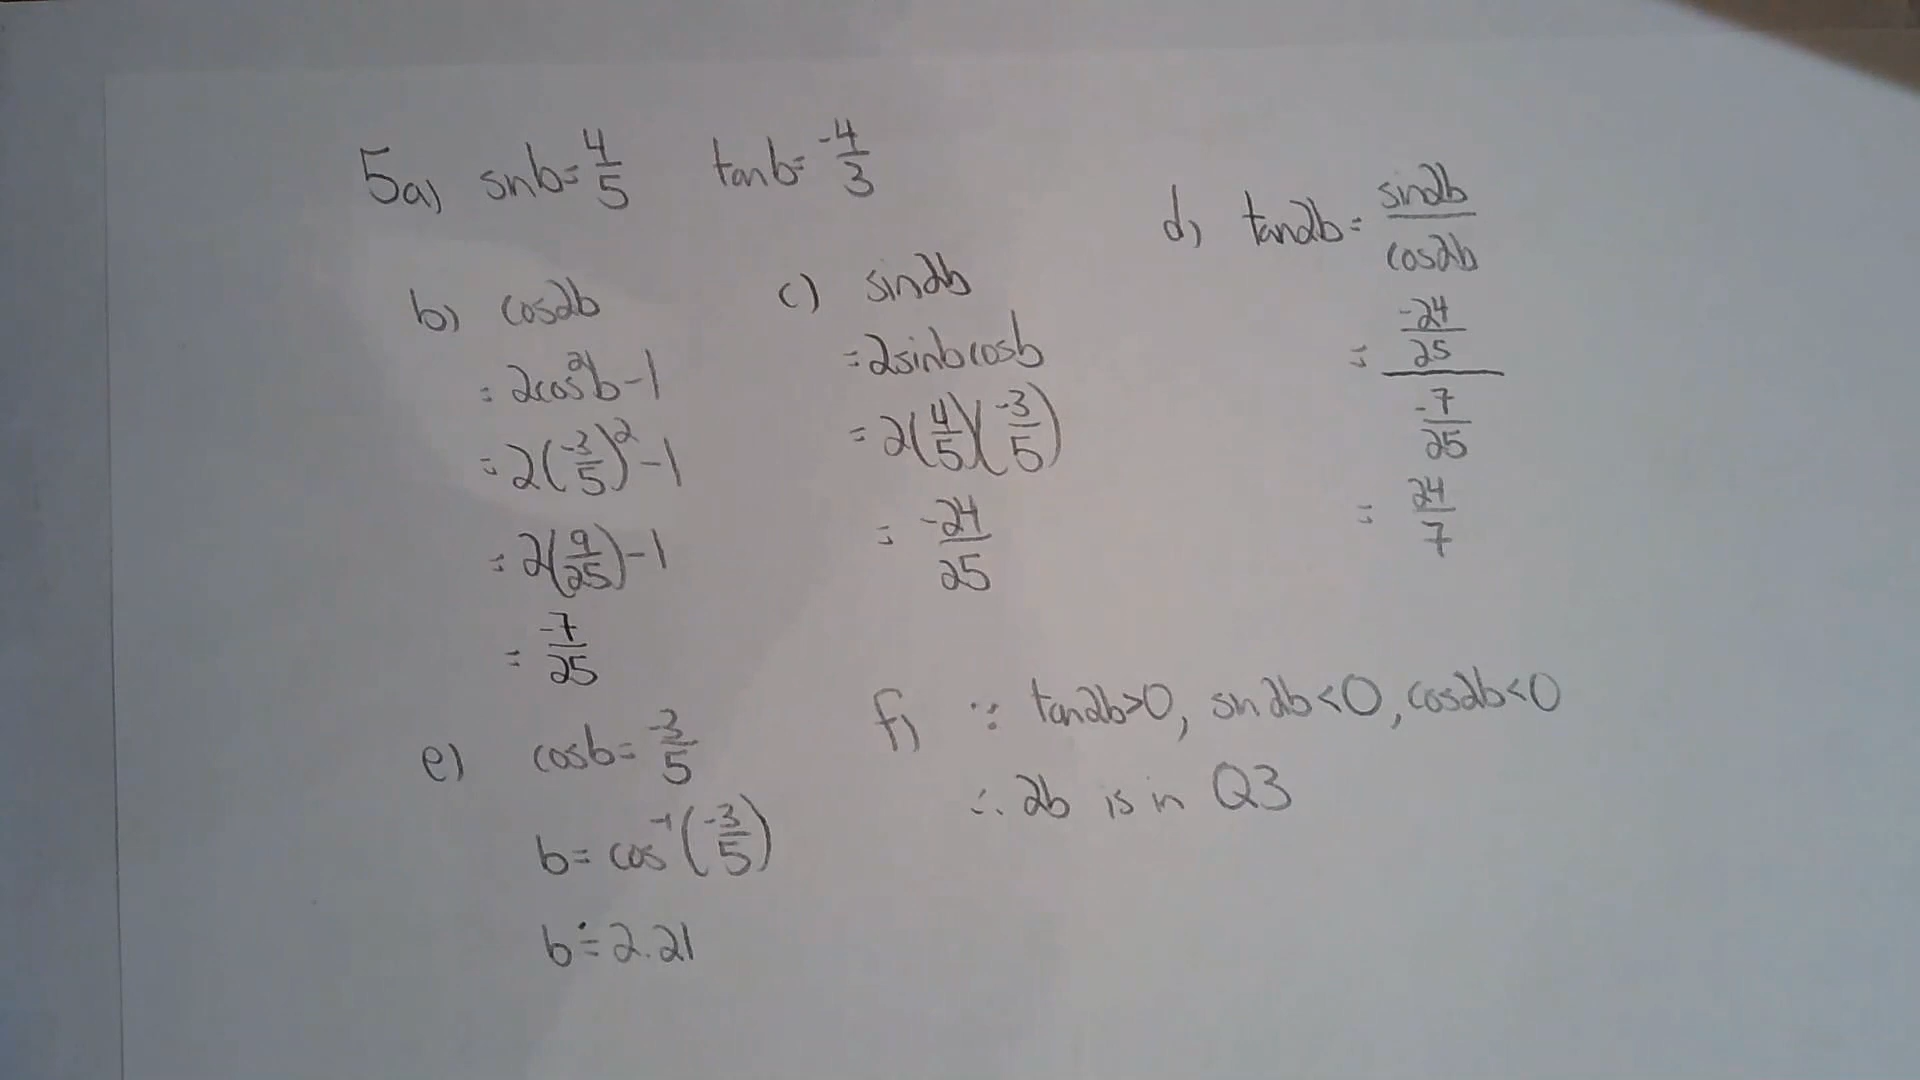 5a) sinb = 4/5 tanb = -4/3
b) cos2b
= 2cos²b - 1
= 2(-3/5)² - 1
= 2(9/25) - 1
= -7/25
c) sin2b
= 2sinbcosb
= 2(4/5)(-3/5)
= -24/25
d) tan2b = sin2b/cos2b
= (-24/25)/(-7/25)
= 24/7
e) cosb = -3/5
b = cos⁻¹(-3/5)
b ≐ 2.21
f) ∵ tan2b>0, sin2b<0, cos2b<0
∴ 2b is in Q3